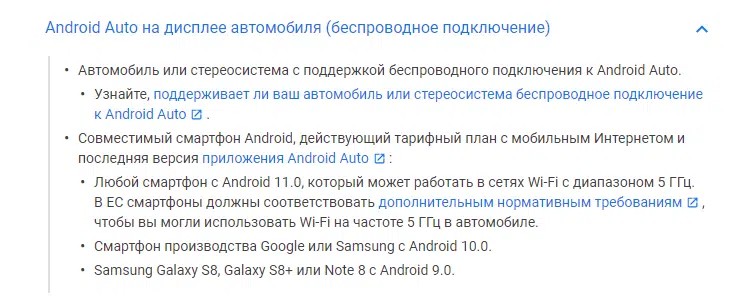 Android Auto на дисплее автомобиля (беспроводное подключение)
• Автомобиль или стереосистема с поддержкой беспроводного подключения к Android Auto.
• Узнайте, поддерживает ли ваш автомобиль или стереосистема беспроводное подключение
к Android Auto .
• Совместимый смартфон Android, действующий тарифный план с мобильным Интернетом и
последняя версия приложения Android Auto :
• Любой смартфон с Android 11.0, который может работать в сетях Wi-Fi с диапазоном 5 ГГц.
В ЕС смартфоны должны соответствовать дополнительным нормативным требованиям ,
чтобы вы могли использовать Wi-Fi на частоте 5 ГГц в автомобиле.
• Смартфон производства Google или Samsung с Android 10.0.
• Samsung Galaxy S8, Galaxy S8+ или Note 8 с Android 9.0.